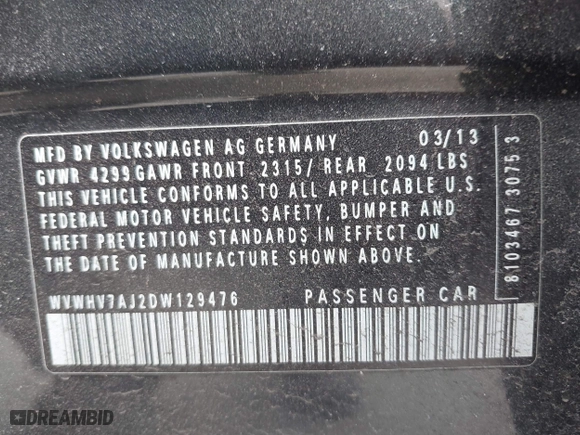 MFD BY VOLKSWAGEN AG GERMANY 03/13
GVWR 4299 GAWR FRONT 2315/ REAR 2094 LBS
THIS VEHICLE CONFORMS TO ALL APPLICABLE U.S.
FEDERAL MOTOR VEHICLE SAFETY, BUMPER AND
THEFT PREVENTION STANDARDS IN EFFECT ON
THE DATE OF MANUFACTURE SHOWN ABOVE.
WVWHV7AJ2DW129476 PASSENGER CAR
8103467 3075 3
DREAMBID